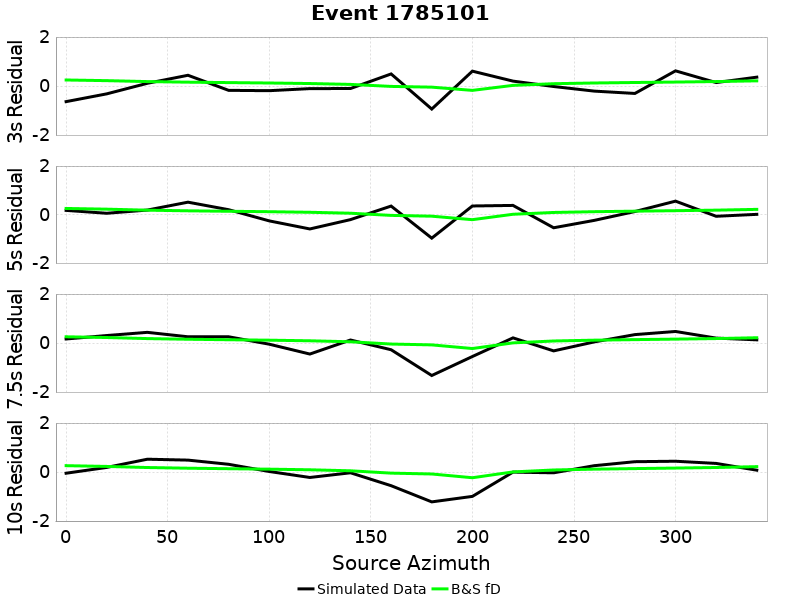 Event 1785101
3s Residual
2
0
-2
5s Residual
2
0
-2
7.5s Residual
2
0
-2
10s Residual
2
0
-2
0 50 100 150 200 250 300
Source Azimuth
Simulated Data B&S fD